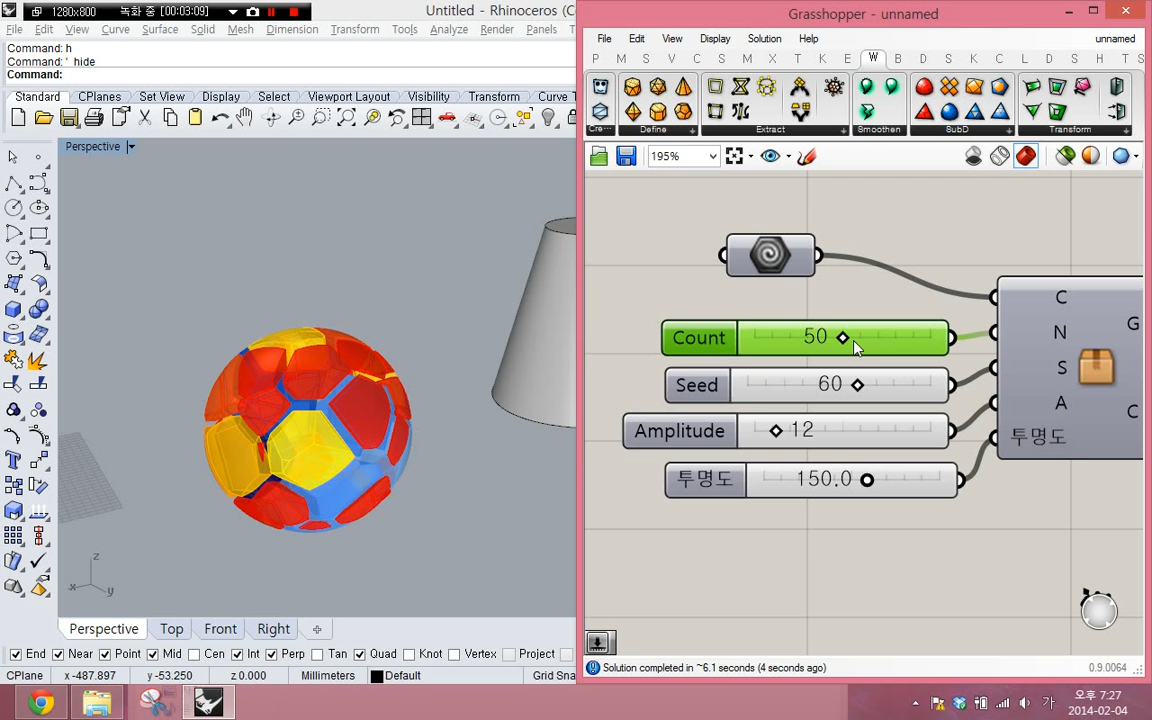 1280x800
녹화 중 [00:03:09]
Untitled - Rhinoceros (C
File Edit View Curve Surface Solid Mesh Dimension Transform Tools Analyze Render Panels
Command: h
Command: ' hide
Command:
Standard CPlanes Set View Display Select Viewport Layout Visibility Transform Curve T
Perspective
z
x
y
Perspective Top Front Right
End Near Point Mid Cen Int Perp Tan Quad Knot Vertex Project
CPlane x -487.897 y -53.250 z 0.000 Millimeters Default Grid Sna
Grasshopper - unnamed
File Edit View Display Solution Help unnamed
P M S V C S M X T K E W B D S K C L D M C T S
Cre... Define Extract Smoothen SubD Transform
195%
C
Count 50 N
G
Seed 60 S
Amplitude 12 A
C
투명도 150.0 투명도
Solution completed in ~6.1 seconds (4 seconds ago) 0.9.0064
가
오후 7:27
2014-02-04